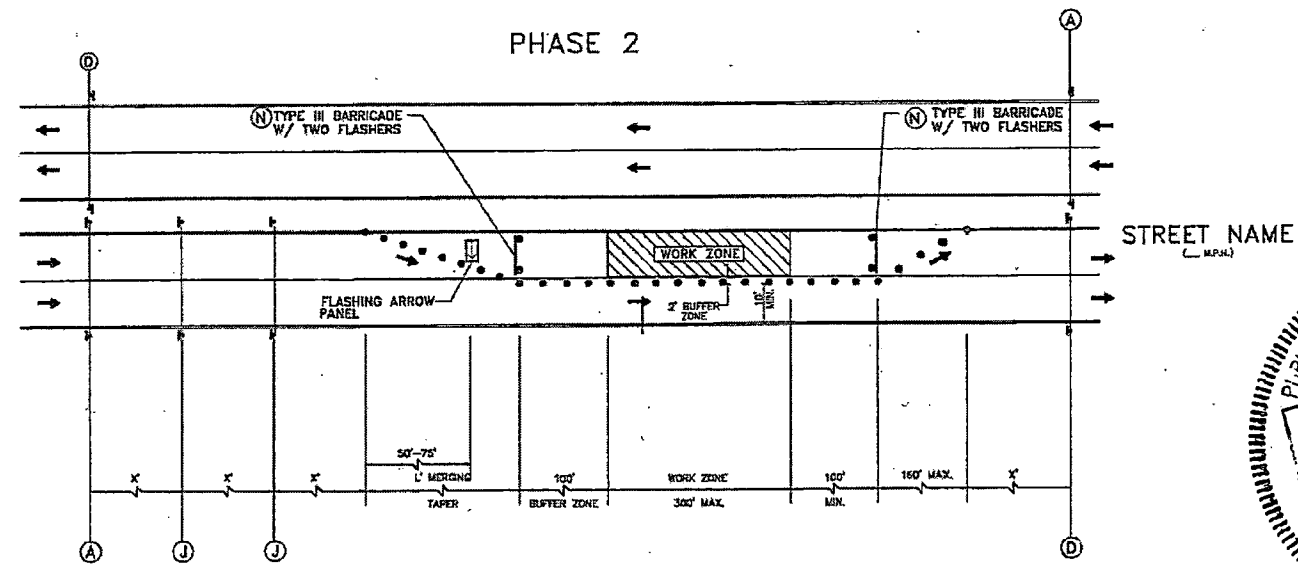 PHASE 2
D
A
N TYPE III BARRICADE
W/ TWO FLASHERS
N TYPE III BARRICADE
W/ TWO FLASHERS
STREET NAME
WORK ZONE
FLASHING ARROW
PANEL
2' BUFFER
ZONE
10'
MIN.
50'-75'
X'
X'
X'
L' MERGING
TAPER
100'
BUFFER ZONE
WORK ZONE
300' MAX.
100'
MIN.
MAX.
X'
A
J
J
D